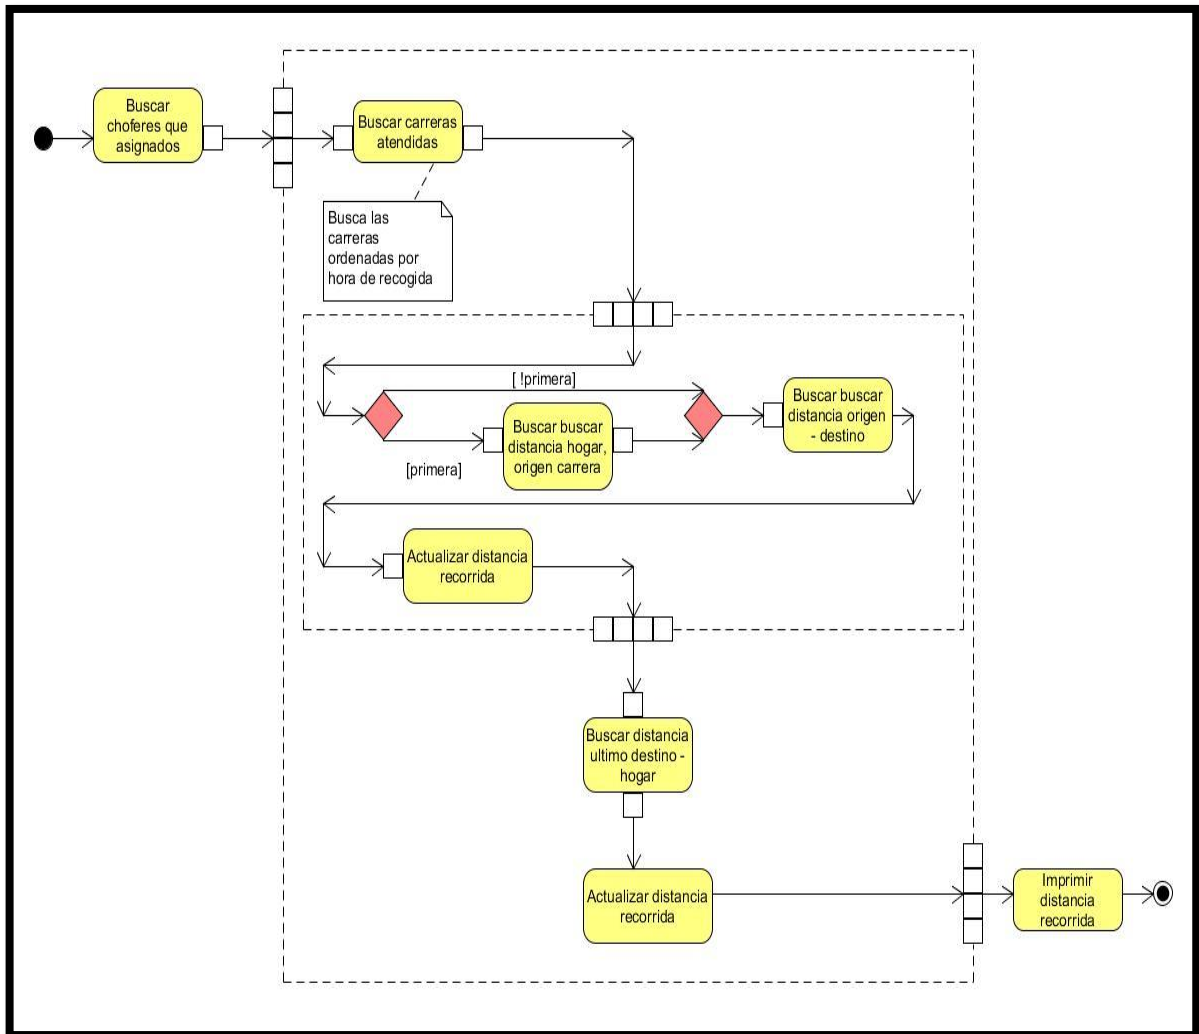 Buscar
choferes que
asignados
Buscar carreras
atendidas
Busca las
carreras
ordenadas por
hora de recogida
[ !primera]
Buscar buscar
distancia hogar,
origen carrera
[primera]
Buscar buscar
distancia origen
- destino
Actualizar distancia
recorrida
Buscar distancia
ultimo destino -
hogar
Actualizar distancia
recorrida
Imprimir
distancia
recorrida